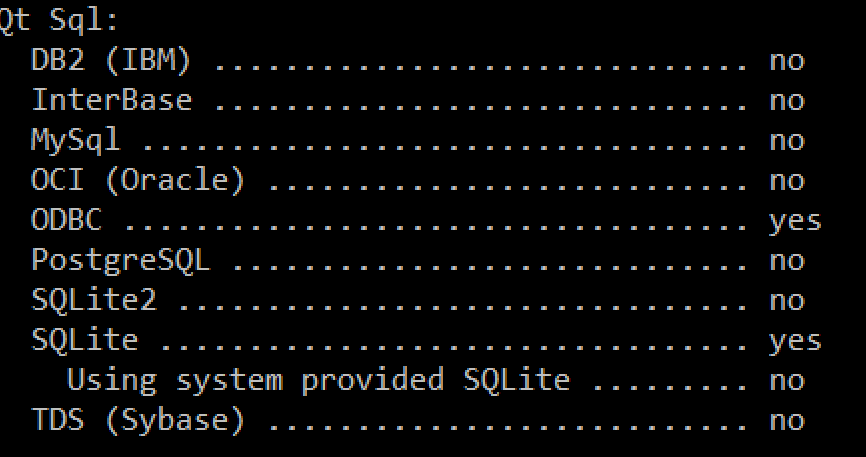 Qt Sql:
  DB2 (IBM) .............................. no
  InterBase .............................. no
  MySql .................................. no
  OCI (Oracle) ........................... no
  ODBC ................................... yes
  PostgreSQL ............................. no
  SQLite2 ................................ no
  SQLite ................................. yes
    Using system provided SQLite ......... no
  TDS (Sybase) ........................... no